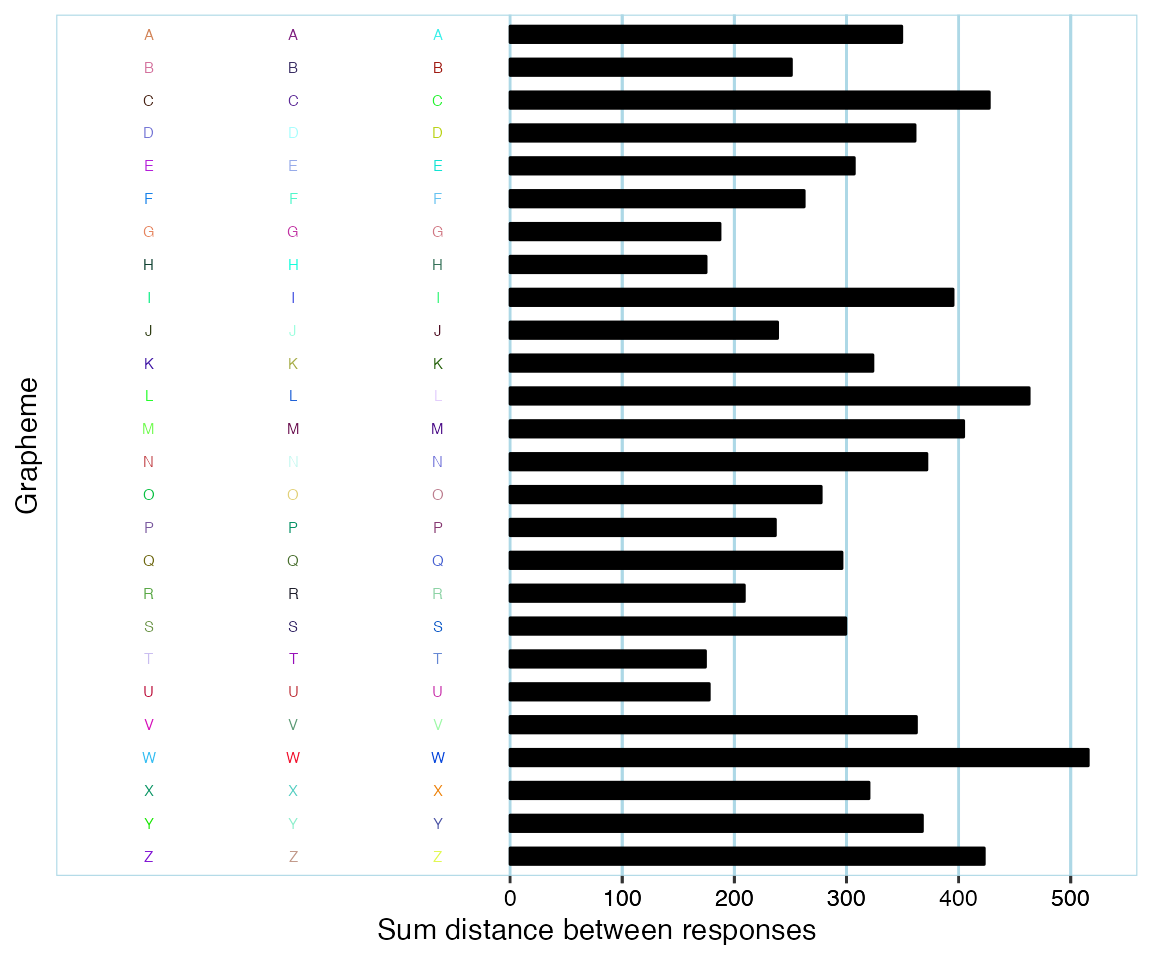 A A A
B B B
C C C
D D D
E E E
F F F
G G G
H H H
I I I
J J J
K K K
L L L
M M M
N N N
O O O
P P P
Q Q Q
R R R
S S S
T T T
U U U
V V V
W W W
X X X
Y Y Y
Z Z Z
Grapheme
0 100 200 300 400 500
Sum distance between responses